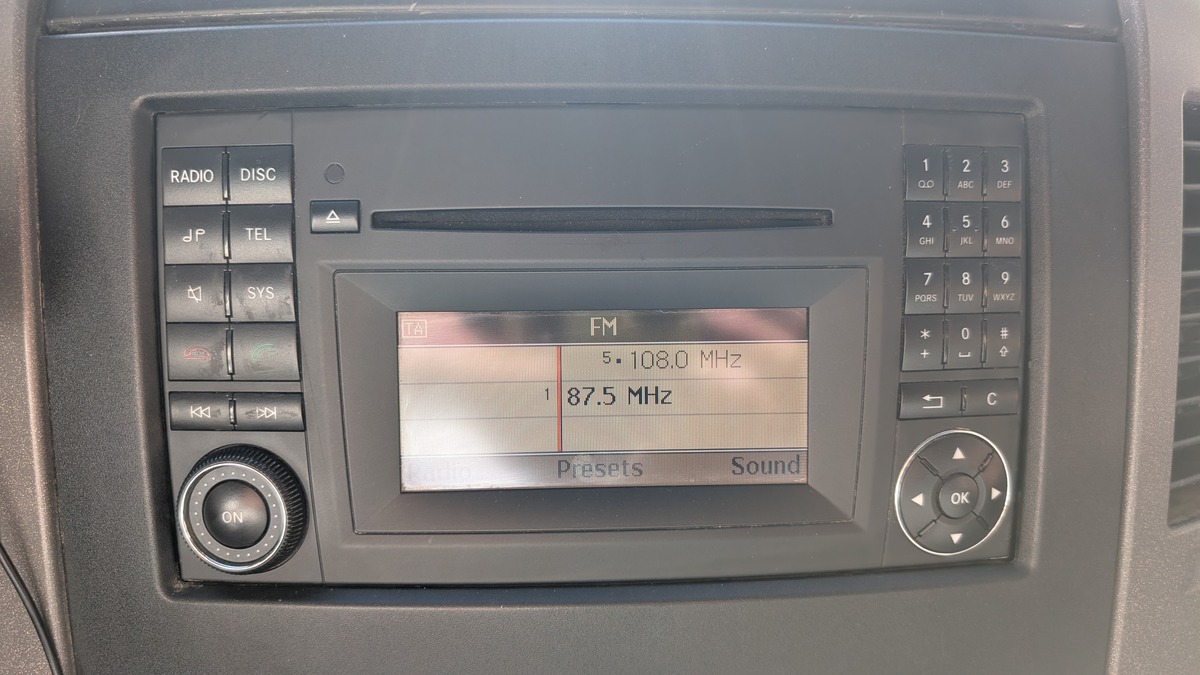 RADIO DISC
TEL
SYS
ON
TA FM
5 108.0 MHz
1 87.5 MHz
Radio Presets Sound
1 2 ABC 3 DEF
4 GHI 5 JKL 6 MNO
7 PQRS 8 TUV 9 WXYZ
* + 0 #
C
OK